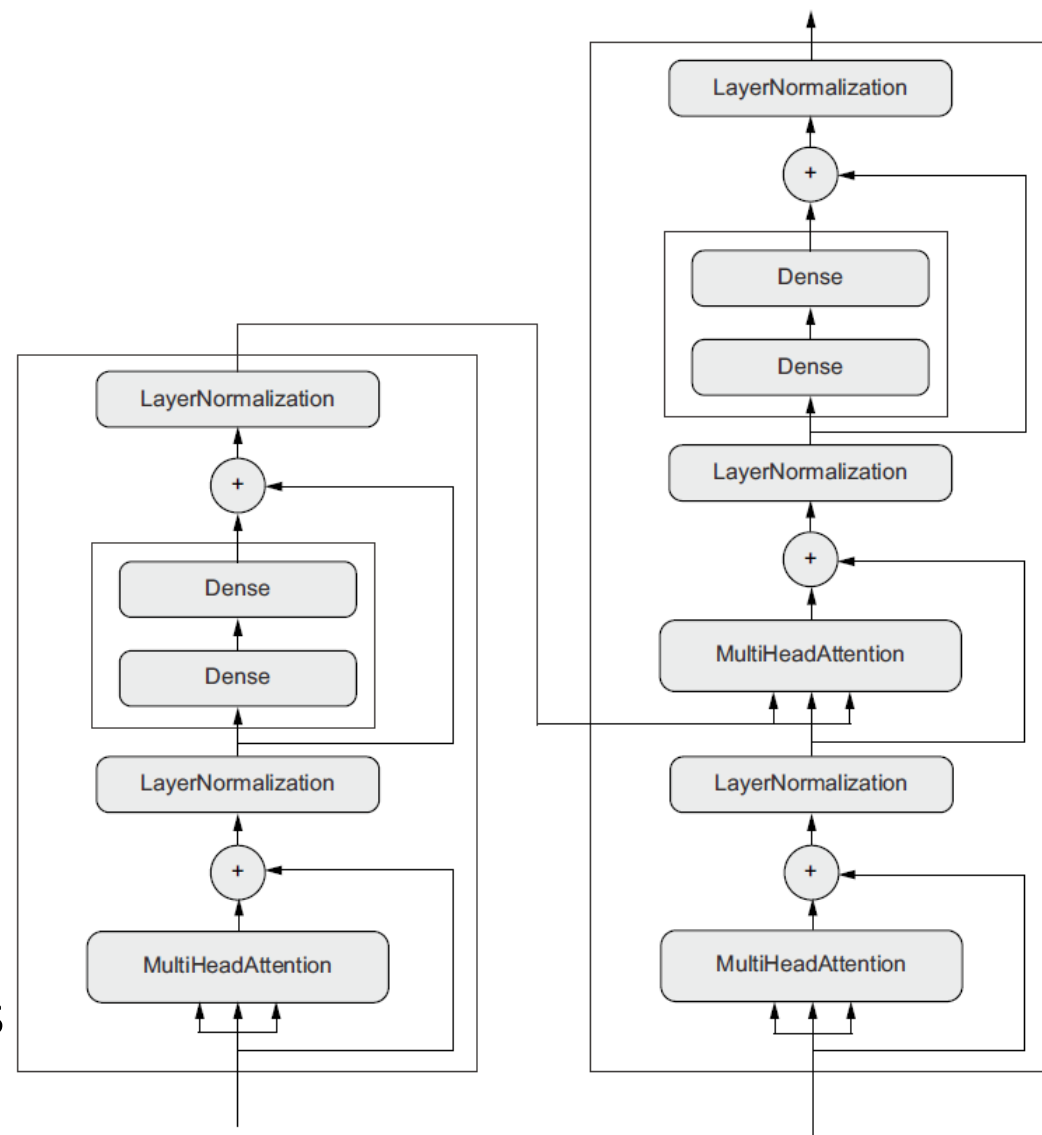 LayerNormalization
+
Dense
Dense
LayerNormalization
+
MultiHeadAttention
LayerNormalization
+
Dense
Dense
LayerNormalization
+
MultiHeadAttention
LayerNormalization
+
MultiHeadAttention